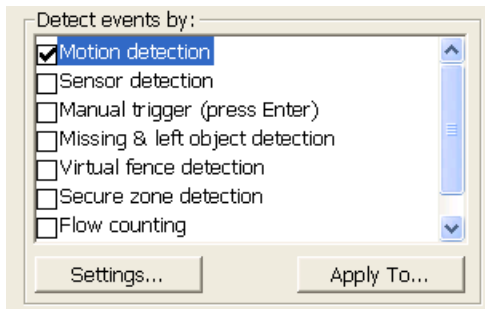 Detect events by:
Motion detection
Sensor detection
Manual trigger (press Enter)
Missing & left object detection
Virtual fence detection
Secure zone detection
Flow counting
Settings... Apply To...